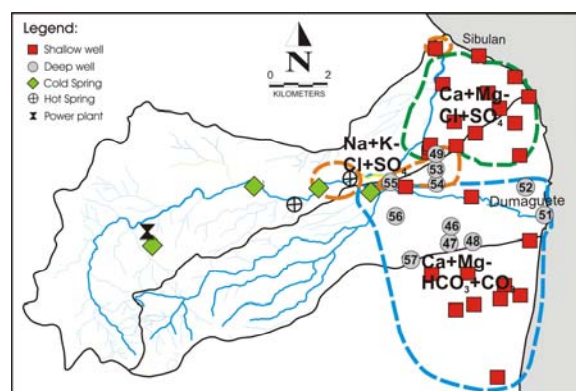 Legend:
Shallow well
Deep well
Cold Spring
Hot Spring
Power plant
N
0 2
KILOMETERS
Sibulan
Ca+Mg-
Cl+SO4
Na+K-
Cl+SO4
49
53
54
55
52
Dumaguete
51
56
46
47
48
57
Ca+Mg-
HCO3+CO3